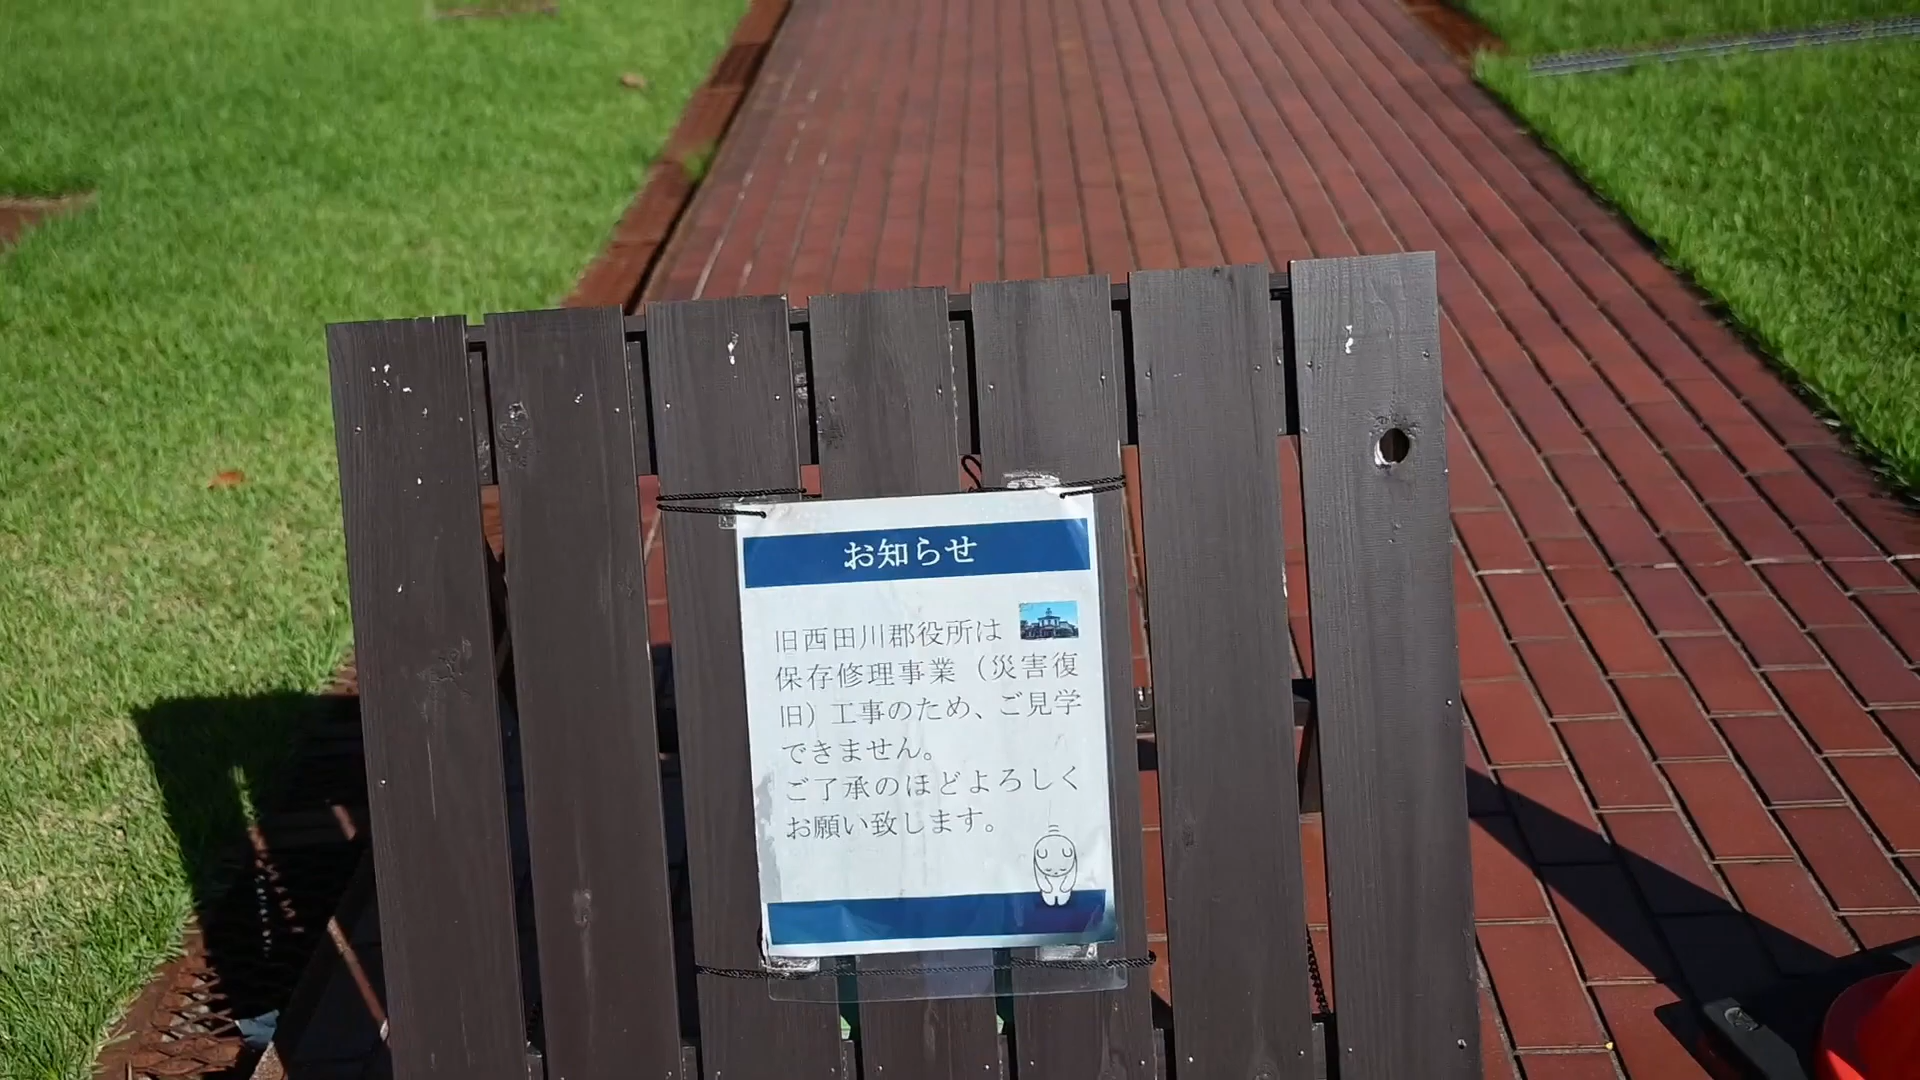 お知らせ
旧西田川郡役所は
保存修理事業（災害復
旧）工事のため、ご見学
できません。
ご了承のほどよろしく
お願い致します。